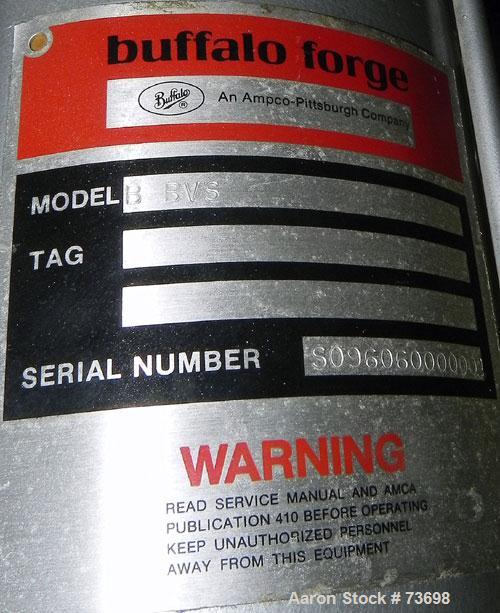 buffalo forge
Buffalo ®
An Ampco-Pittsburgh Company
MODEL B BVS
TAG
SERIAL NUMBER
WARNING
READ SERVICE MANUAL AND AMCA
PUBLICATION 410 BEFORE OPERATING
KEEP UNAUTHORIZED PERSONNEL
AWAY FROM THIS EQUIPMENT
Aaron Stock # 73698